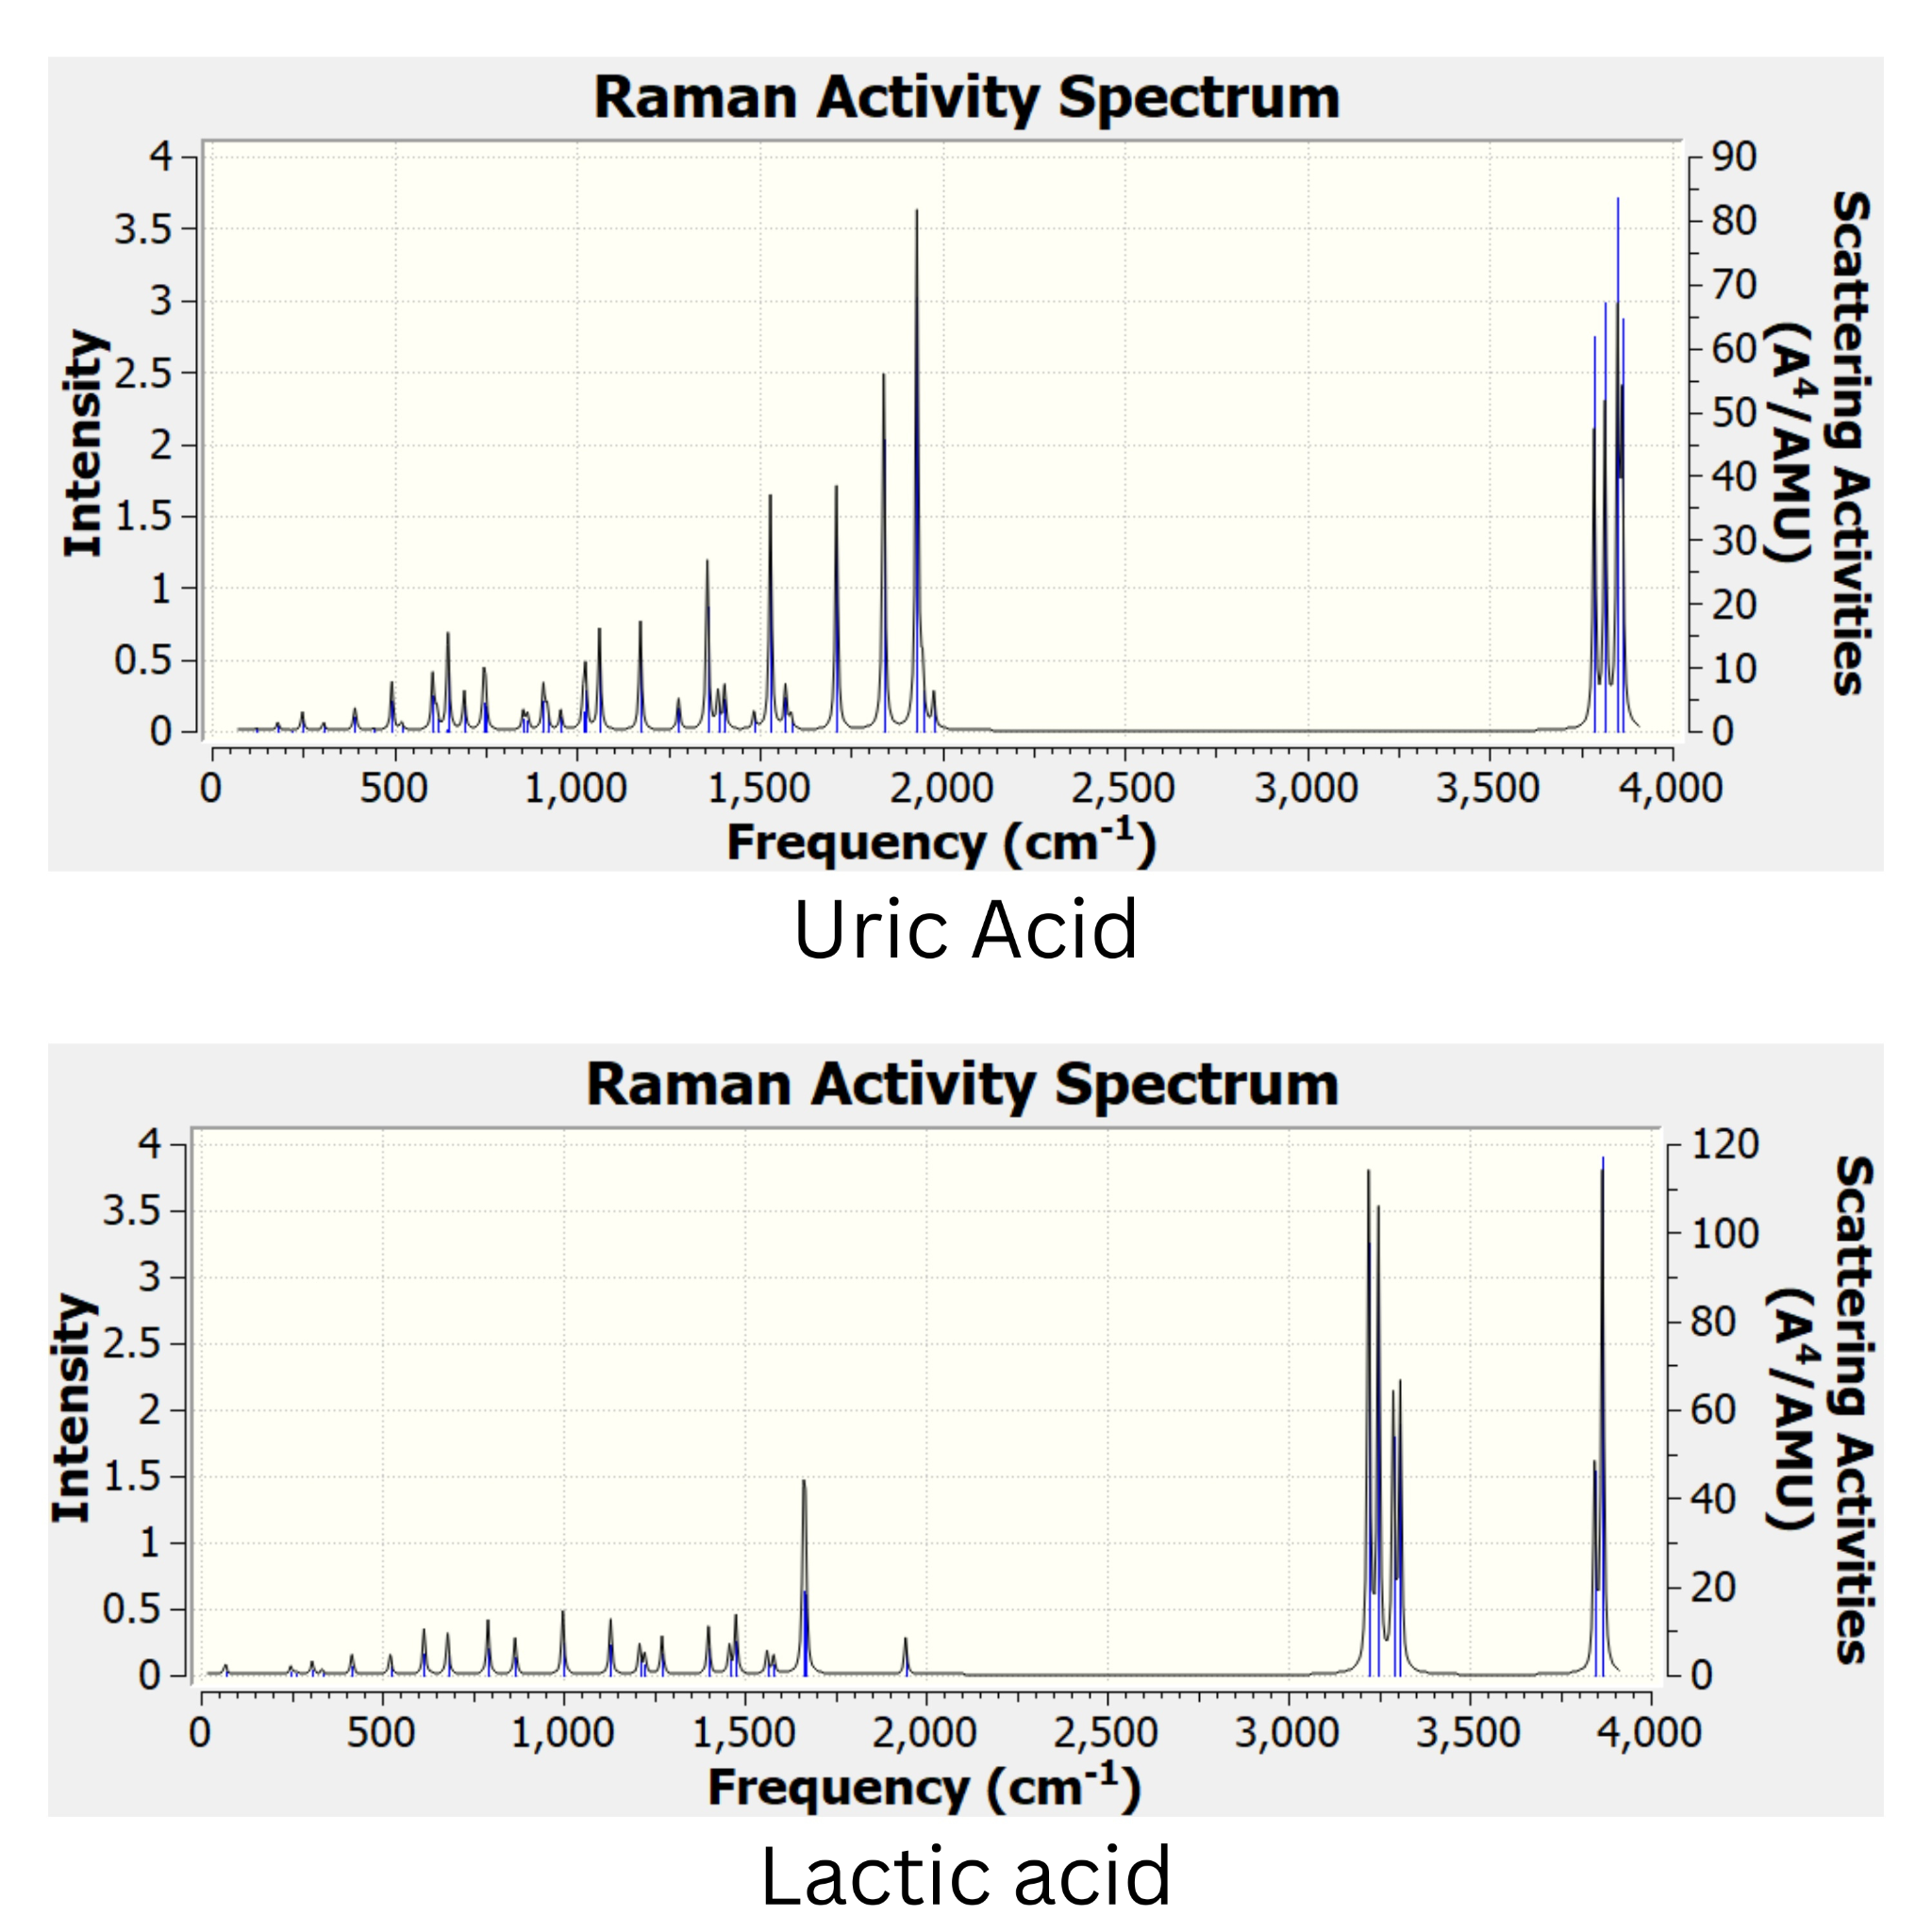 Raman Activity Spectrum
4
3.5
3
2.5
2
1.5
1
0.5
0
Intensity
90
80
70
60
50
40
30
20
10
0
Scattering Activities
(A⁴/AMU)
0 500 1,000 1,500 2,000 2,500 3,000 3,500 4,000
Frequency (cm⁻¹)
Uric Acid
Raman Activity Spectrum
4
3.5
3
2.5
2
1.5
1
0.5
0
Intensity
120
100
80
60
40
20
0
Scattering Activities
(A⁴/AMU)
0 500 1,000 1,500 2,000 2,500 3,000 3,500 4,000
Frequency (cm⁻¹)
Lactic acid